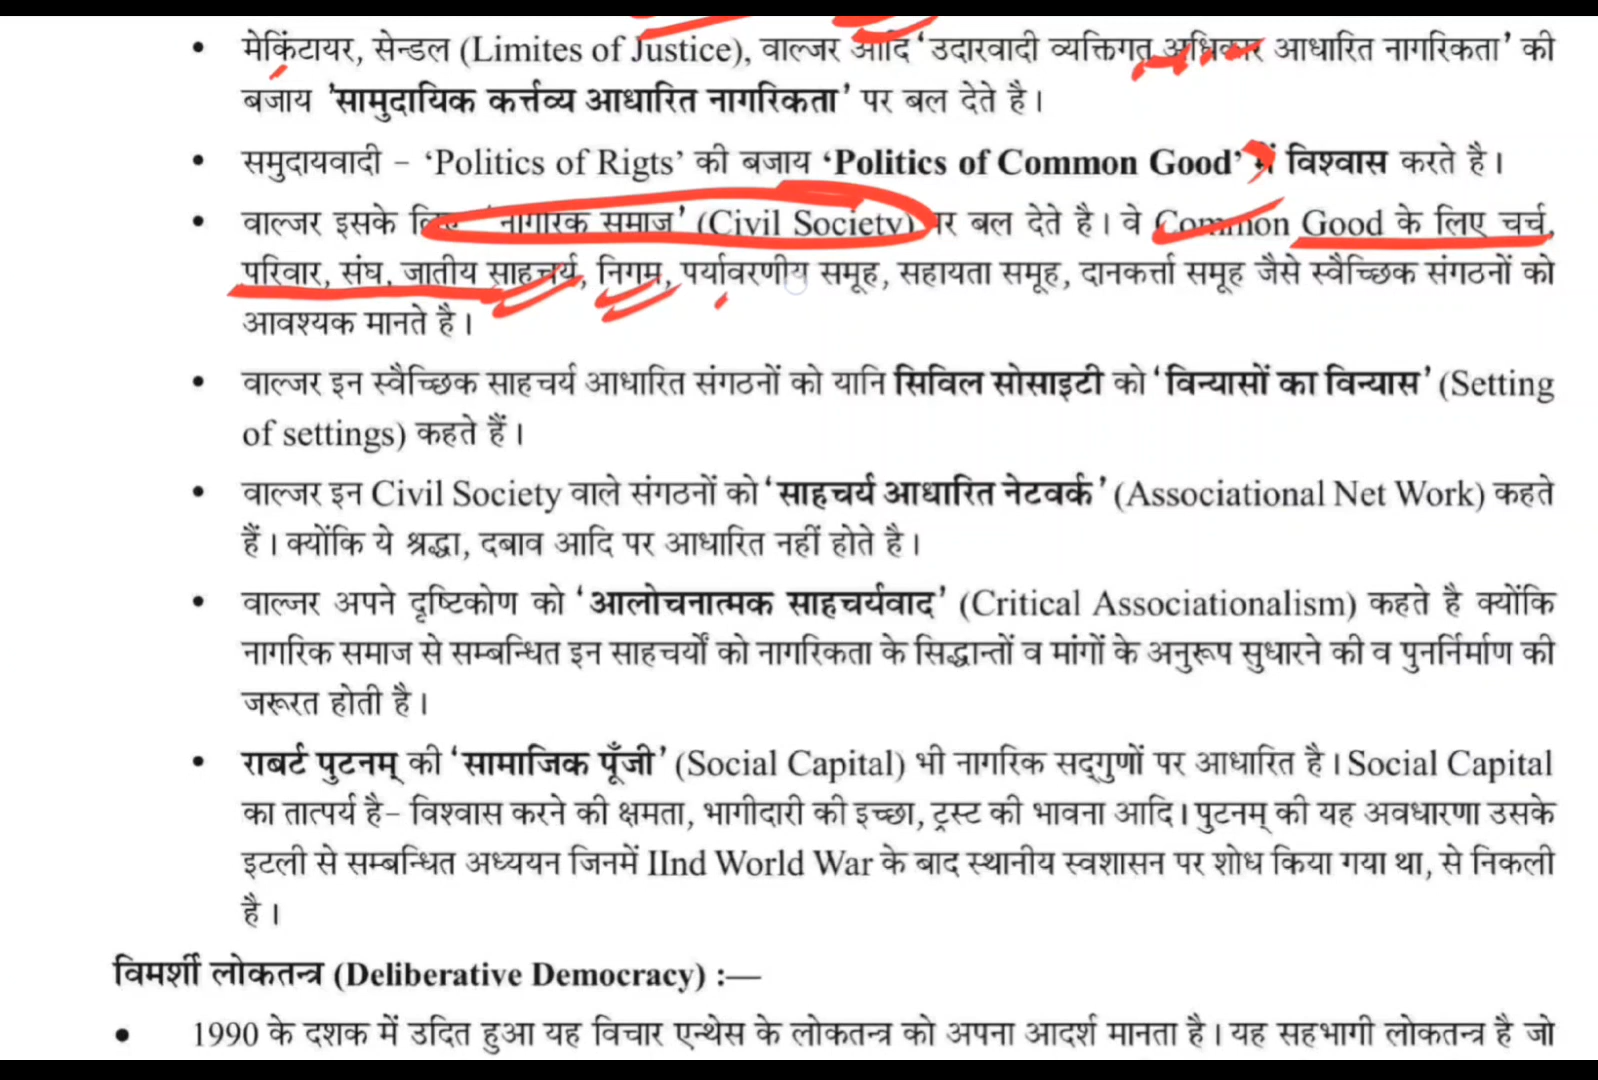 • मेकिंटायर, सेन्डल (Limites of Justice), वाल्जर आदि 'उदारवादी व्यक्तिगत अधिकार आधारित नागरिकता' की
बजाय 'सामुदायिक कर्त्तव्य आधारित नागरिकता' पर बल देते है।
• समुदायवादी – 'Politics of Rigts' की बजाय 'Politics of Common Good' में विश्वास करते है।
• वाल्जर इसके लिए 'नागरिक समाज' (Civil Society) पर बल देते है। वे Common Good के लिए चर्च,
परिवार, संघ, जातीय साहचर्य, निगम, पर्यावरणीय समूह, सहायता समूह, दानकर्त्ता समूह जैसे स्वैच्छिक संगठनों को
आवश्यक मानते है।
• वाल्जर इन स्वैच्छिक साहचर्य आधारित संगठनों को यानि सिविल सोसाइटी को 'विन्यासों का विन्यास' (Setting
of settings) कहते हैं।
• वाल्जर इन Civil Society वाले संगठनों को 'साहचर्य आधारित नेटवर्क' (Associational Net Work) कहते
हैं। क्योंकि ये श्रद्धा, दबाव आदि पर आधारित नहीं होते है।
• वाल्जर अपने दृष्टिकोण को 'आलोचनात्मक साहचर्यवाद' (Critical Associationalism) कहते है क्योंकि
नागरिक समाज से सम्बन्धित इन साहचर्यों को नागरिकता के सिद्धान्तों व मांगों के अनुरूप सुधारने की व पुनर्निर्माण की
जरूरत होती है।
• राबर्ट पुटनम् की 'सामाजिक पूँजी' (Social Capital) भी नागरिक सद्‌गुणों पर आधारित है। Social Capital
का तात्पर्य है– विश्वास करने की क्षमता, भागीदारी की इच्छा, ट्रस्ट की भावना आदि। पुटनम् की यह अवधारणा उसके
इटली से सम्बन्धित अध्ययन जिनमें IInd World War के बाद स्थानीय स्वशासन पर शोध किया गया था, से निकली
है।
विमर्शी लोकतन्त्र (Deliberative Democracy) :—
• 1990 के दशक में उदित हुआ यह विचार एन्थेस के लोकतन्त्र को अपना आदर्श मानता है। यह सहभागी लोकतन्त्र है जो